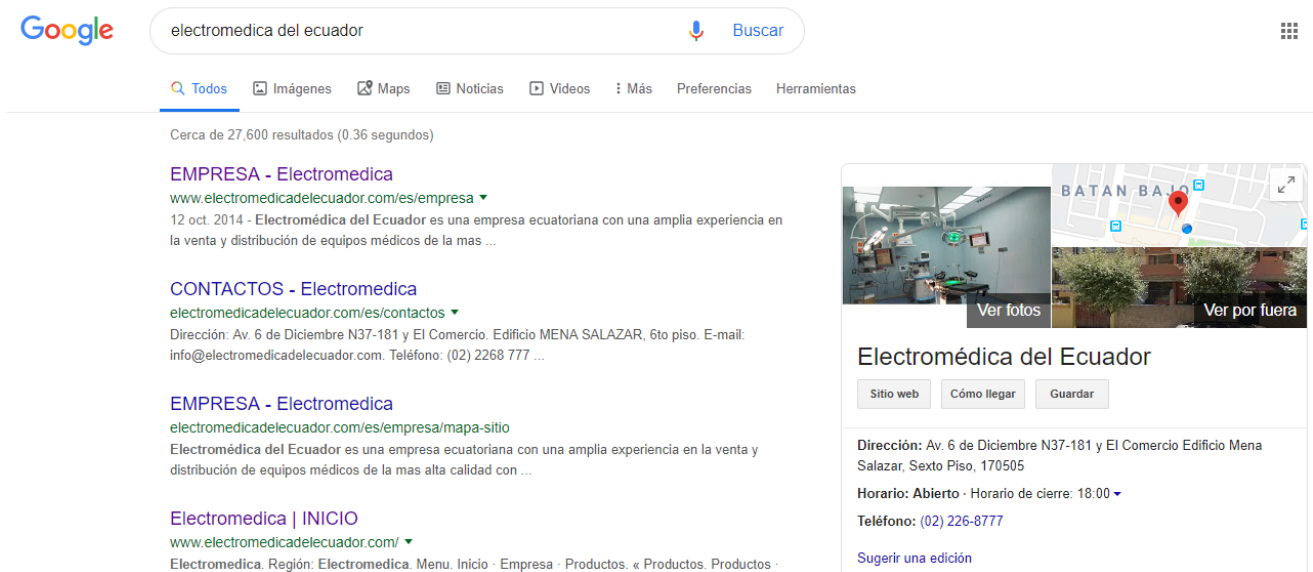 Google
electromedica del ecuador
Buscar
Todos Imágenes Maps Noticias Videos Más Preferencias Herramientas
Cerca de 27,600 resultados (0.36 segundos)
EMPRESA - Electromedica
www.electromedicadelecuador.com/es/empresa
12 oct. 2014 - Electromédica del Ecuador es una empresa ecuatoriana con una amplia experiencia en
la venta y distribución de equipos médicos de la mas ...
CONTACTOS - Electromedica
electromedicadelecuador.com/es/contactos
Dirección: Av. 6 de Diciembre N37-181 y El Comercio. Edificio MENA SALAZAR, 6to piso. E-mail:
info@electromedicadelecuador.com. Teléfono: (02) 2268 777 ...
EMPRESA - Electromedica
electromedicadelecuador.com/es/empresa/mapa-sitio
Electromédica del Ecuador es una empresa ecuatoriana con una amplia experiencia en la venta y
distribución de equipos médicos de la mas alta calidad con ...
Electromedica | INICIO
www.electromedicadelecuador.com/
Electromedica. Región: Electromedica. Menu. Inicio · Empresa · Productos. « Productos. Productos ·
BATAN BAJO
Ver fotos
Ver por fuera
Electromédica del Ecuador
Sitio web Cómo llegar Guardar
Dirección: Av. 6 de Diciembre N37-181 y El Comercio Edificio Mena
Salazar, Sexto Piso, 170505
Horario: Abierto · Horario de cierre: 18:00
Teléfono: (02) 226-8777
Sugerir una edición